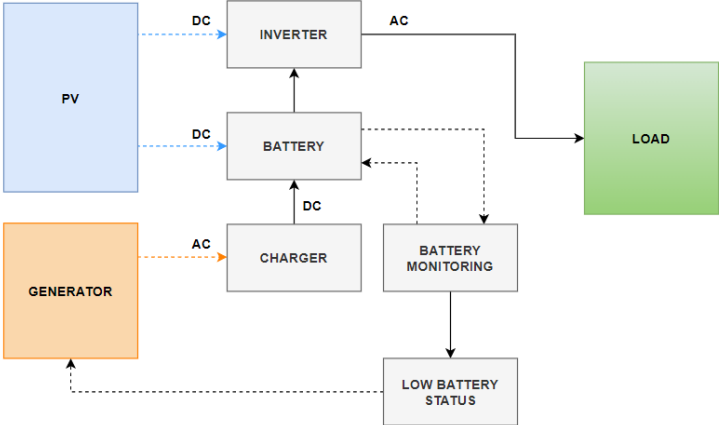 DC
INVERTER
AC
PV
DC
BATTERY
LOAD
DC
AC
CHARGER
BATTERY
MONITORING
GENERATOR
LOW BATTERY
STATUS